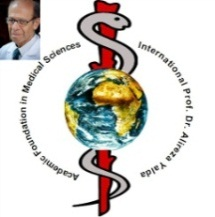 Academic Foundation in Medical Sciences
International Prof. Dr. Alireza Yalda